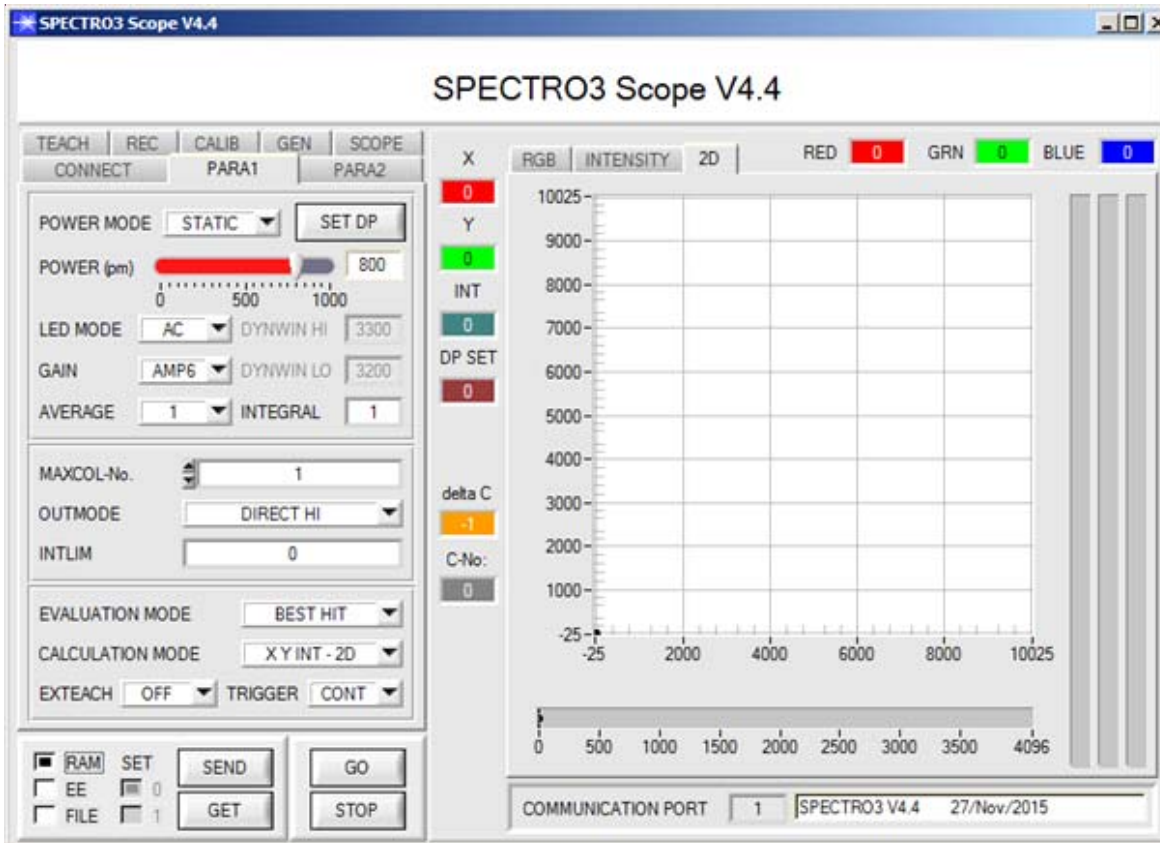 SPECTRO3 Scope V4.4
SPECTRO3 Scope V4.4
TEACH REC CALIB GEN SCOPE
CONNECT PARA1 PARA2
POWER MODE STATIC SET DP
POWER (pm) 800
0 500 1000
LED MODE AC DYNWIN HI 3300
GAIN AMP6 DYNWIN LO 3200
AVERAGE 1 INTEGRAL 1
MAXCOL-No. 1
OUTMODE DIRECT HI
INTLIM 0
EVALUATION MODE BEST HIT
CALCULATION MODE X Y INT - 2D
EXTEACH OFF TRIGGER CONT
RAM SET
EE 0
FILE 1
SEND
GET
GO
STOP
X
0
Y
0
INT
0
DP SET
0
delta C
-1
C-No:
0
RGB INTENSITY 2D
RED 0 GRN 0 BLUE 0
10025
9000
8000
7000
6000
5000
4000
3000
2000
1000
-25
-25 2000 4000 6000 8000 10025
0 500 1000 1500 2000 2500 3000 3500 4096
COMMUNICATION PORT 1 SPECTRO3 V4.4 27/Nov/2015